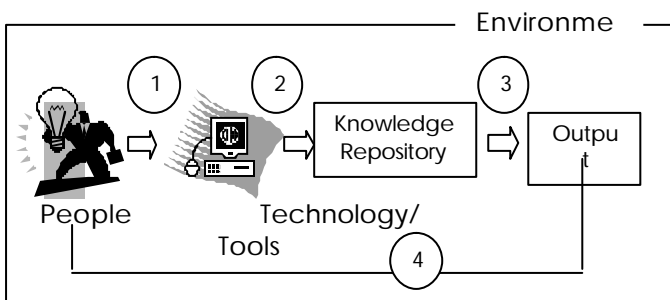 Environme
1
2
3
Knowledge
Repository
Outpu
t
People
Technology/
Tools
4